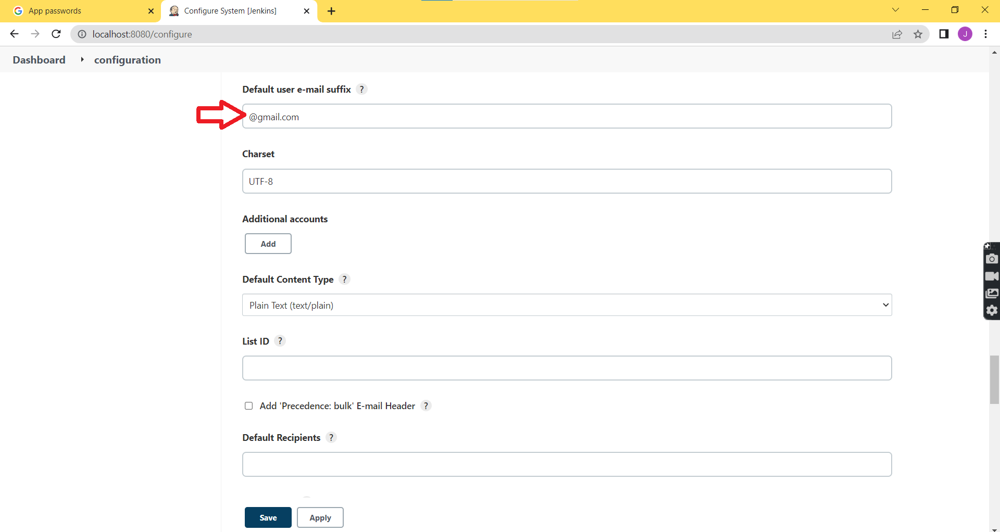 App passwords
Configure System [Jenkins]
localhost:8080/configure
J
Dashboard configuration
Default user e-mail suffix ?
@gmail.com
Charset
UTF-8
Additional accounts
Add
Default Content Type ?
Plain Text (text/plain)
List ID ?
Add 'Precedence: bulk' E-mail Header ?
Default Recipients ?
Save Apply